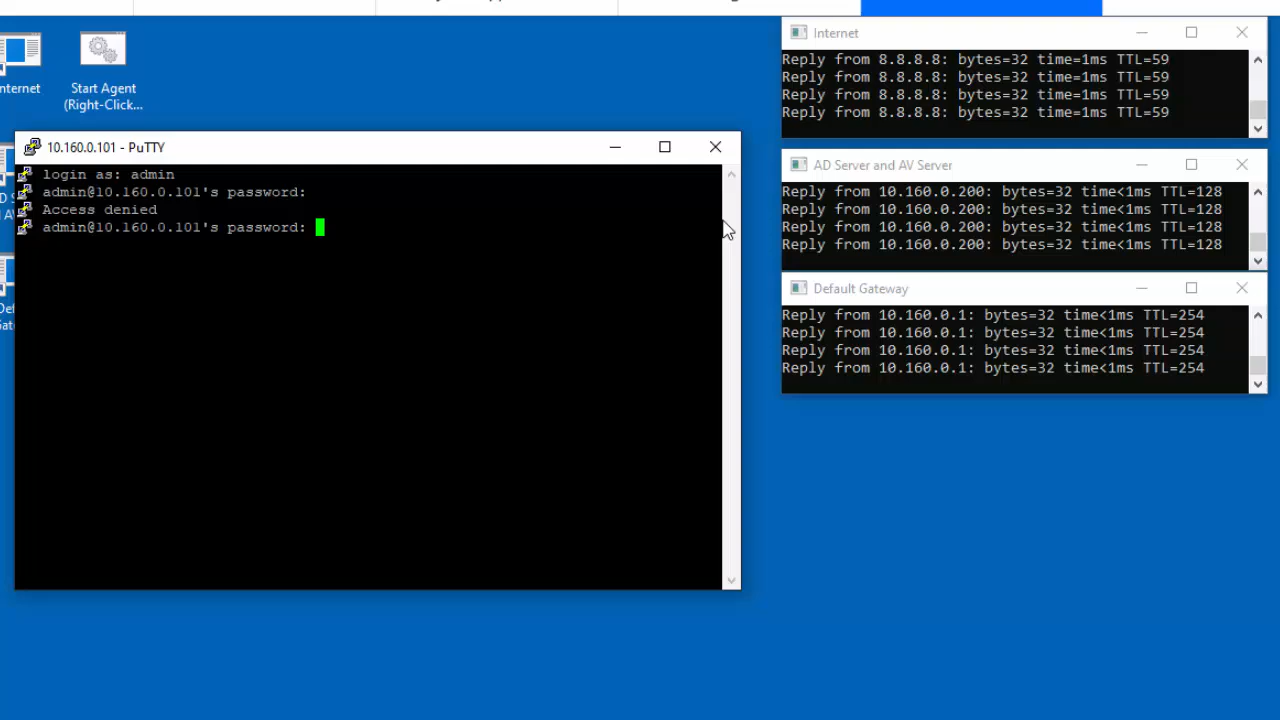 Internet
Reply from 8.8.8.8: bytes=32 time=1ms TTL=59
Reply from 8.8.8.8: bytes=32 time=1ms TTL=59
Reply from 8.8.8.8: bytes=32 time=1ms TTL=59
Reply from 8.8.8.8: bytes=32 time=1ms TTL=59
nternet
Start Agent
(Right-Click...
10.160.0.101 - PuTTY
login as: admin
admin@10.160.0.101's password:
Access denied
admin@10.160.0.101's password:
AD Server and AV Server
Reply from 10.160.0.200: bytes=32 time<1ms TTL=128
Reply from 10.160.0.200: bytes=32 time<1ms TTL=128
Reply from 10.160.0.200: bytes=32 time<1ms TTL=128
Reply from 10.160.0.200: bytes=32 time<1ms TTL=128
Default Gateway
Reply from 10.160.0.1: bytes=32 time<1ms TTL=254
Reply from 10.160.0.1: bytes=32 time<1ms TTL=254
Reply from 10.160.0.1: bytes=32 time<1ms TTL=254
Reply from 10.160.0.1: bytes=32 time<1ms TTL=254